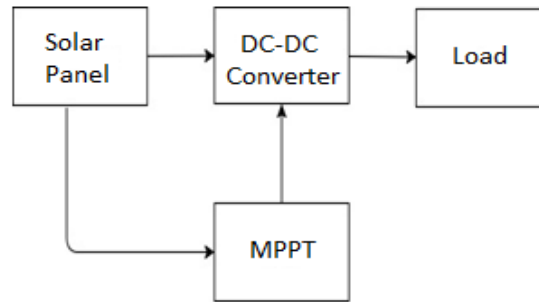 Solar
Panel
DC-DC
Converter
Load
MPPT